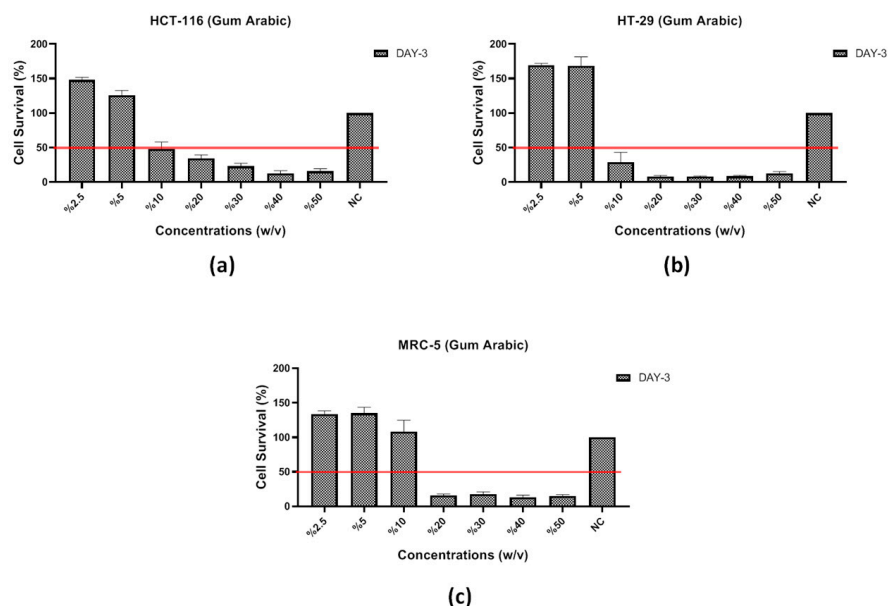 HCT-116 (Gum Arabic)
200
150
100
50
0
Cell Survival (%)
DAY-3
%2.5
%5
%10
%20
%30
%40
%50
NC
Concentrations (w/v)
(a)
HT-29 (Gum Arabic)
200
150
100
50
0
Cell Survival (%)
DAY-3
%2.5
%5
%10
%20
%30
%40
%50
NC
Concentrations (w/v)
(b)
MRC-5 (Gum Arabic)
200
150
100
50
0
Cell Survival (%)
DAY-3
%2.5
%5
%10
%20
%30
%40
%50
NC
Concentrations (w/v)
(c)